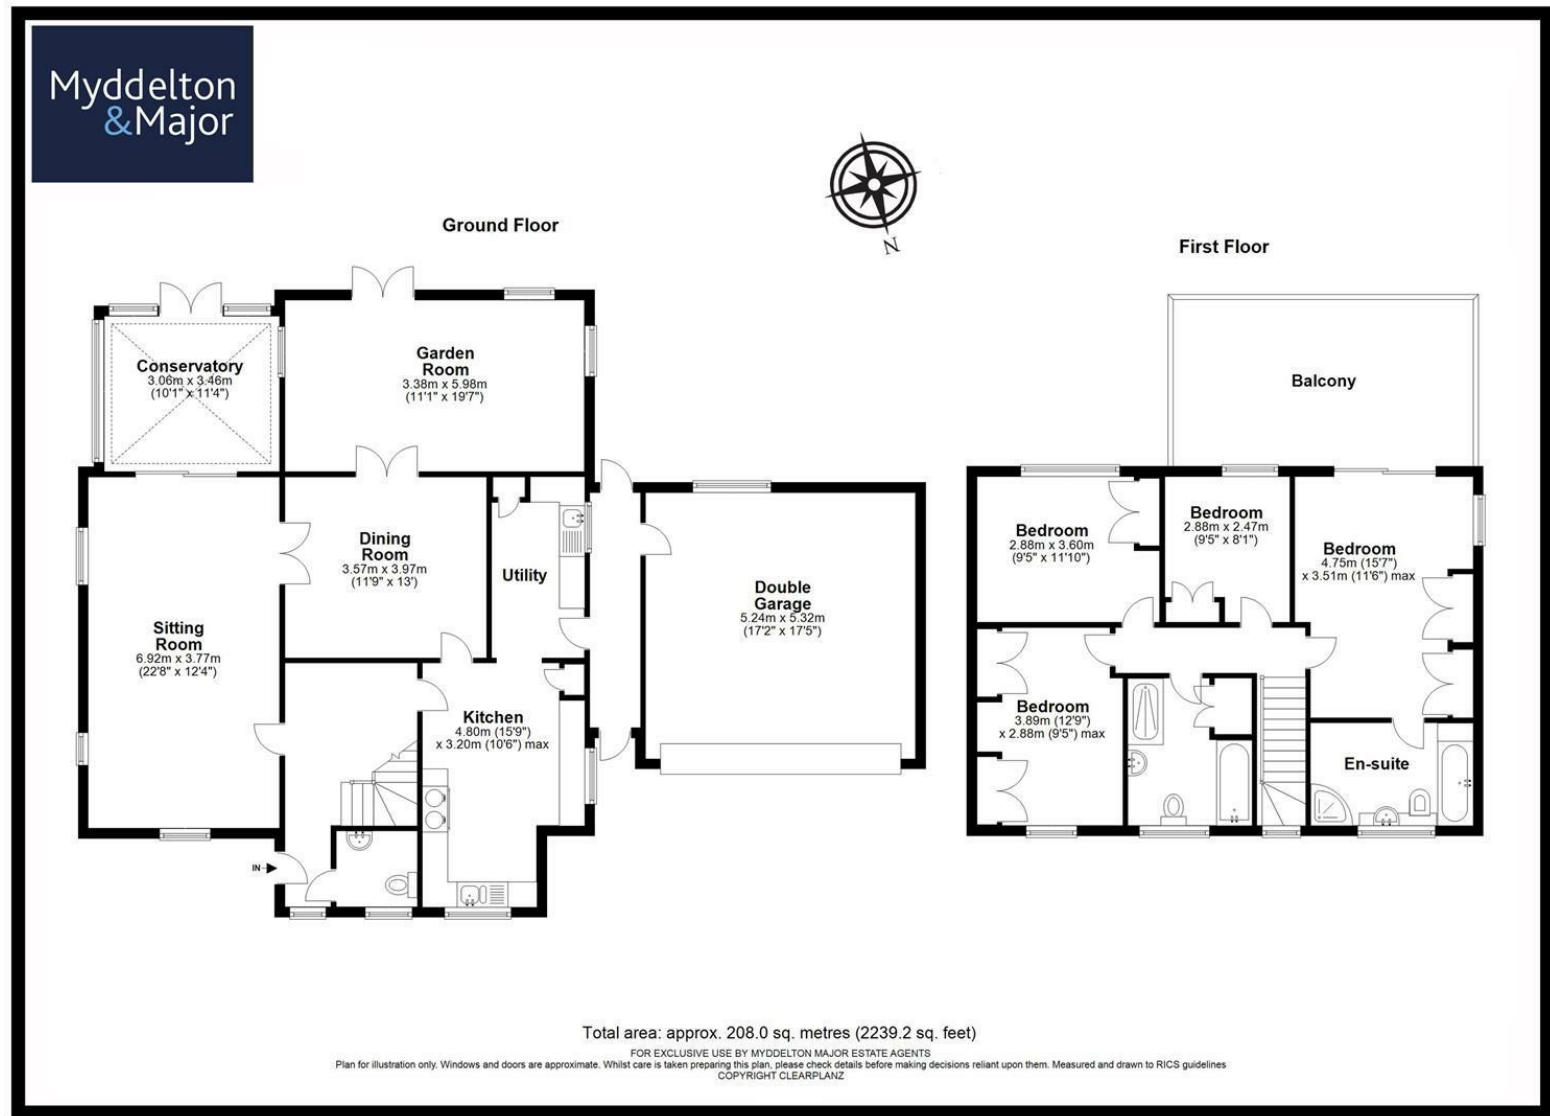 Myddelton
&Major
Ground Floor
N
First Floor
Conservatory
3.06m x 3.46m
(10'1" x 11'4")
Garden
Room
3.38m x 5.98m
(11'1" x 19'7")
Balcony
Dining
Room
3.57m x 3.97m
(11'9" x 13')
Utility
Sitting
Room
6.92m x 3.77m
(22'8" x 12'4")
Double
Garage
5.24m x 5.32m
(17'2" x 17'5")
Kitchen
4.80m (15'9")
x 3.20m (10'6") max
IN
Bedroom
2.88m x 3.60m
(9'5" x 11'10")
Bedroom
2.88m x 2.47m
(9'5" x 8'1")
Bedroom
4.75m (15'7")
x 3.51m (11'6") max
Bedroom
3.89m (12'9")
x 2.88m (9'5") max
En-suite
Total area: approx. 208.0 sq. metres (2239.2 sq. feet)
FOR EXCLUSIVE USE BY MYDDELTON MAJOR ESTATE AGENTS
Plan for illustration only. Windows and doors are approximate. Whilst care is taken preparing this plan, please check details before making decisions reliant upon them. Measured and drawn to RICS guidelines
COPYRIGHT CLEARPLANZ